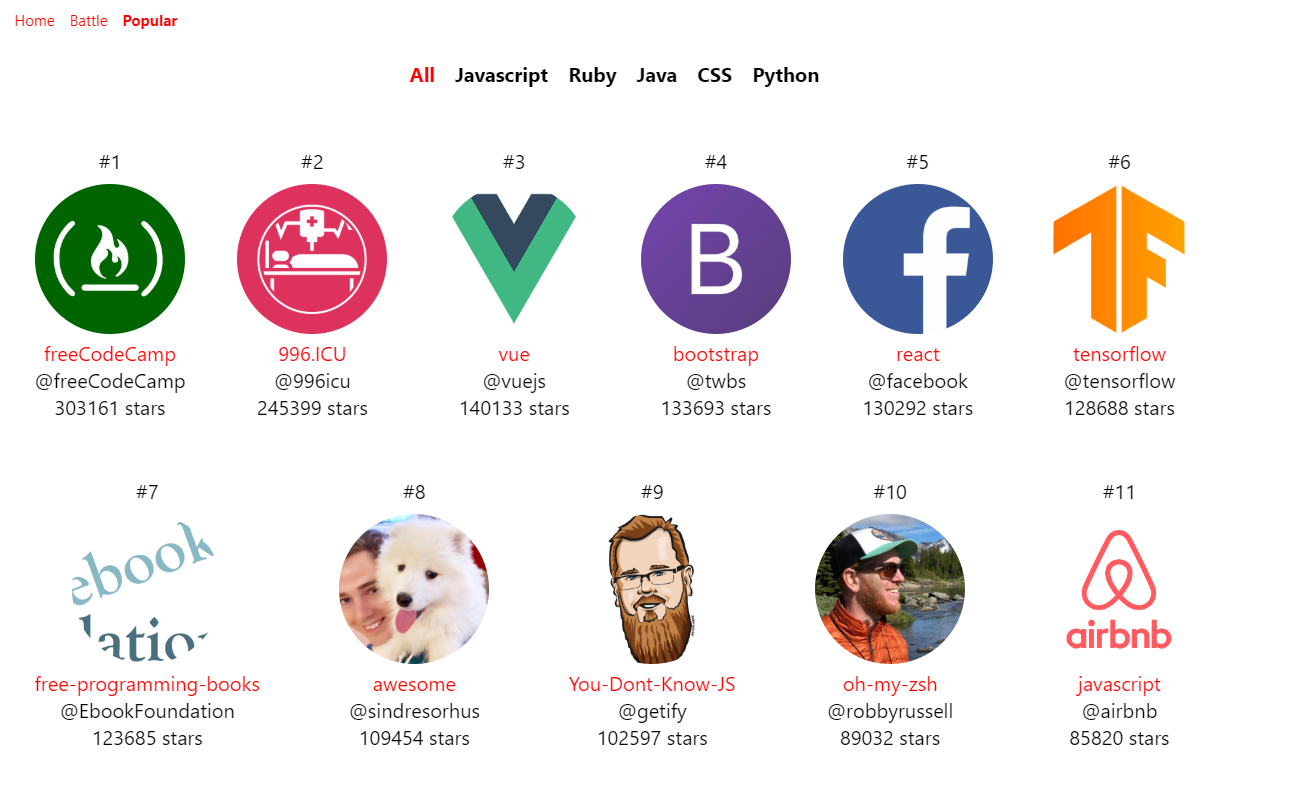 Home Battle Popular
All Javascript Ruby Java CSS Python
#1 #2 #3 #4 #5 #6
B
freeCodeCamp 996.ICU vue bootstrap react tensorflow
@freeCodeCamp @996icu @vuejs @twbs @facebook @tensorflow
303161 stars 245399 stars 140133 stars 133693 stars 130292 stars 128688 stars
#7 #8 #9 #10 #11
ebook
airbnb
free-programming-books awesome You-Dont-Know-JS oh-my-zsh javascript
@EbookFoundation @sindresorhus @getify @robbyrussell @airbnb
123685 stars 109454 stars 102597 stars 89032 stars 85820 stars